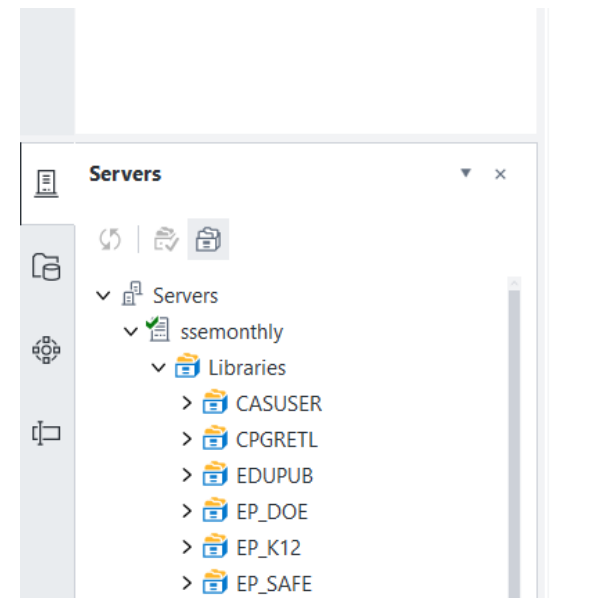 Servers
Servers
ssemonthly
Libraries
CASUSER
CPGRETL
EDUPUB
EP_DOE
EP_K12
EP_SAFE